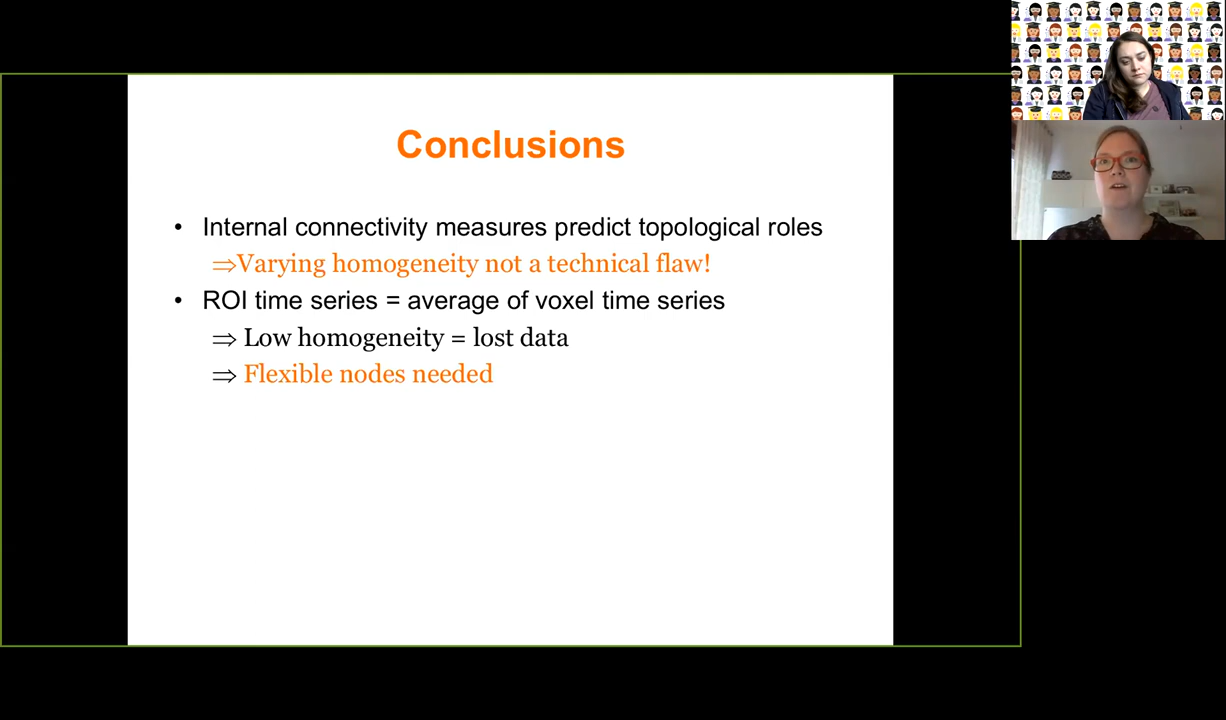 Conclusions
• Internal connectivity measures predict topological roles
⇒Varying homogeneity not a technical flaw!
• ROI time series = average of voxel time series
⇒ Low homogeneity = lost data
⇒ Flexible nodes needed